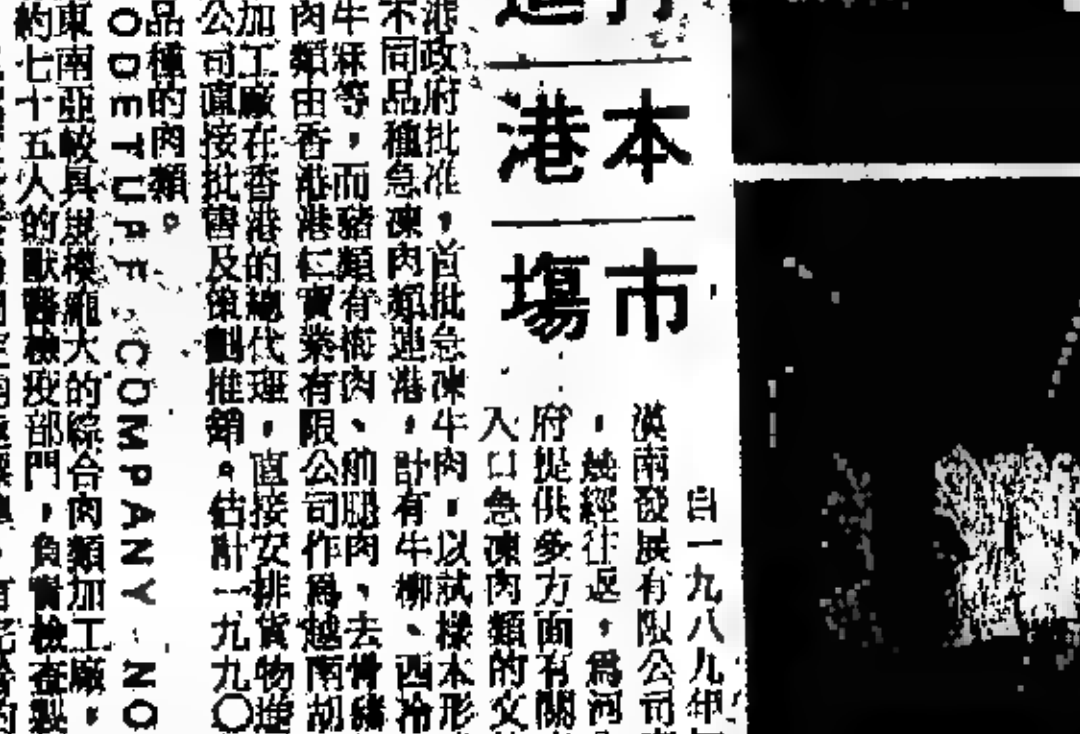 本港
市場
自一九八九年
漢南發展有限公司
，幾經往返，爲河
府提供多方面有關
入口急凍肉類的文
港政府批准，首批急凍牛肉，以試樣本形
不同品種急凍肉類運港，計有牛柳、西冷
牛等，而豬類有梅肉、前腿肉、去骨豬
肉類由香港港仁實業有限公司作爲越南胡
加工廠在香港的總代理，直接安排貨物進
公司直接批售及策劃推銷。估計一九九〇
品種的肉類。
COMPANY NO
東南亞較具規模龐大的綜合肉類加工廠，
約七十五人的獸醫檢疫部門，負責檢查製